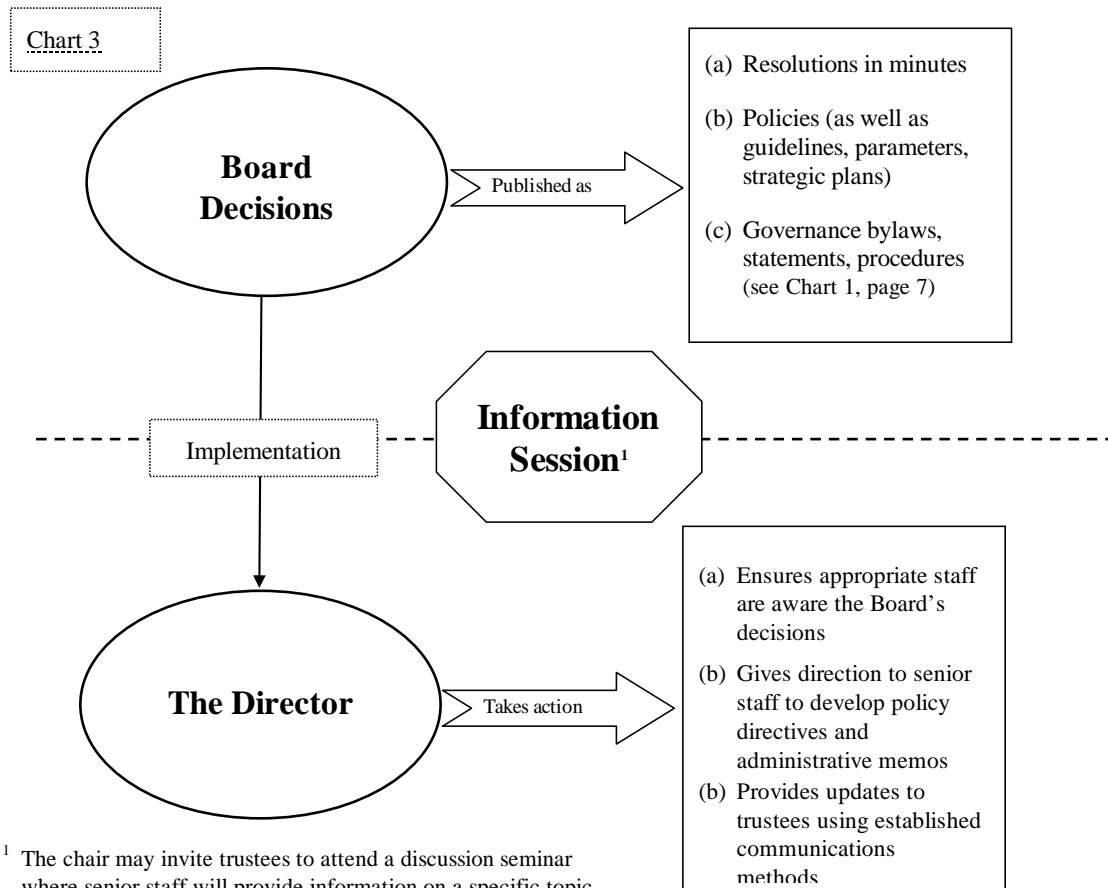 Chart 3
Board
Decisions
Published as
(a) Resolutions in minutes
(b) Policies (as well as
guidelines, parameters,
strategic plans)
(c) Governance bylaws,
statements, procedures
(see Chart 1, page 7)
Implementation
Information
Session¹
The Director
Takes action
(a) Ensures appropriate staff
are aware the Board's
decisions
(b) Gives direction to senior
staff to develop policy
directives and
administrative memos
(b) Provides updates to
trustees using established
communications
methods
¹ The chair may invite trustees to attend a discussion seminar
where senior staff will provide information on a specific topic